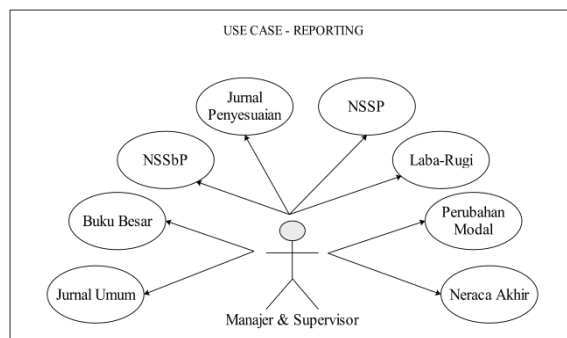 USE CASE - REPORTING
Jurnal
Penyesuaian
NSSP
NSSbP
Laba-Rugi
Buku Besar
Perubahan
Modal
Jurnal Umum
Neraca Akhir
Manajer & Supervisor